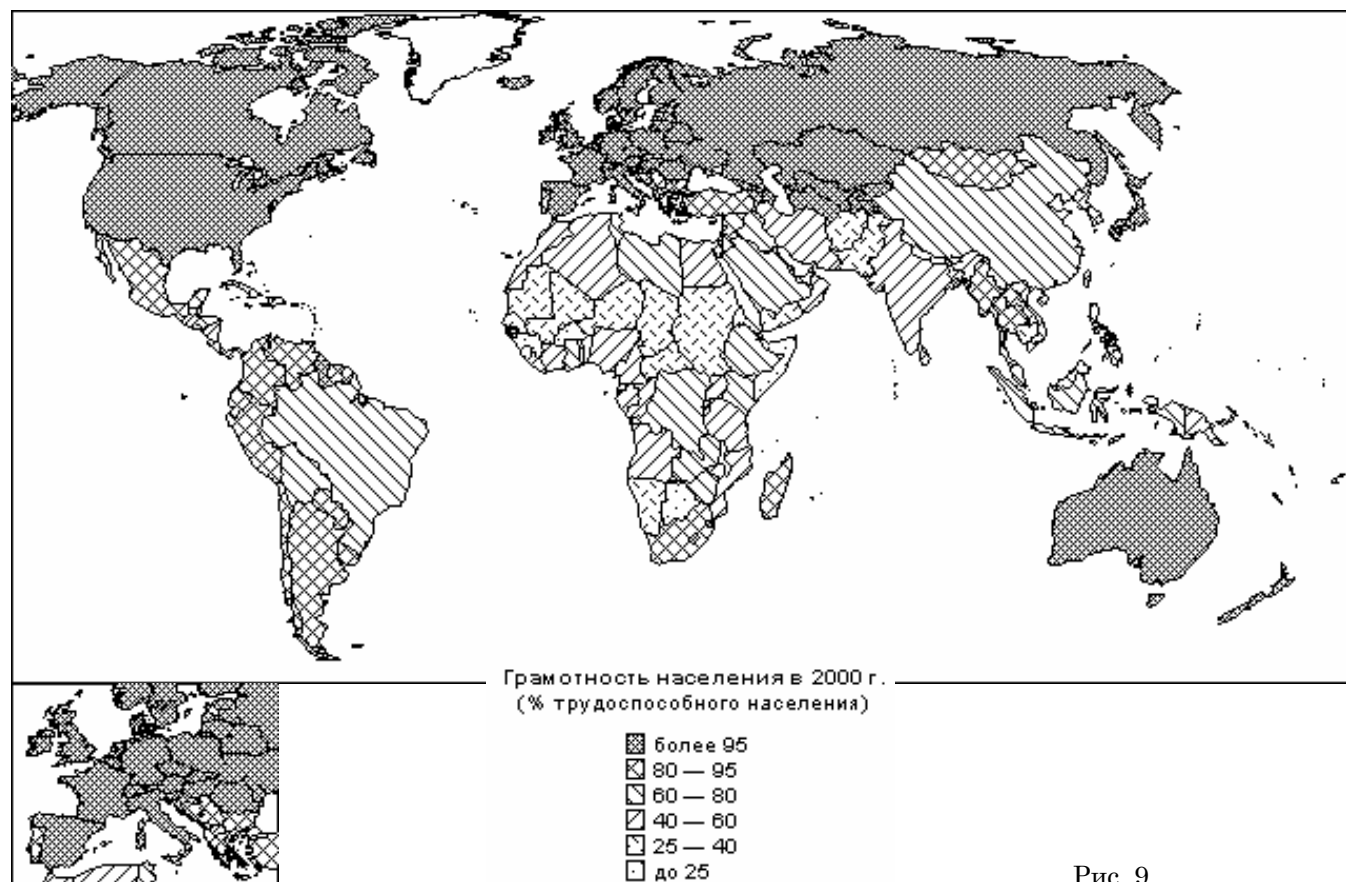 Грамотность населения в 2000 г.
(% трудоспособного населения)
более 95
80 — 95
60 — 80
40 — 60
25 — 40
до 25
Рис. 9